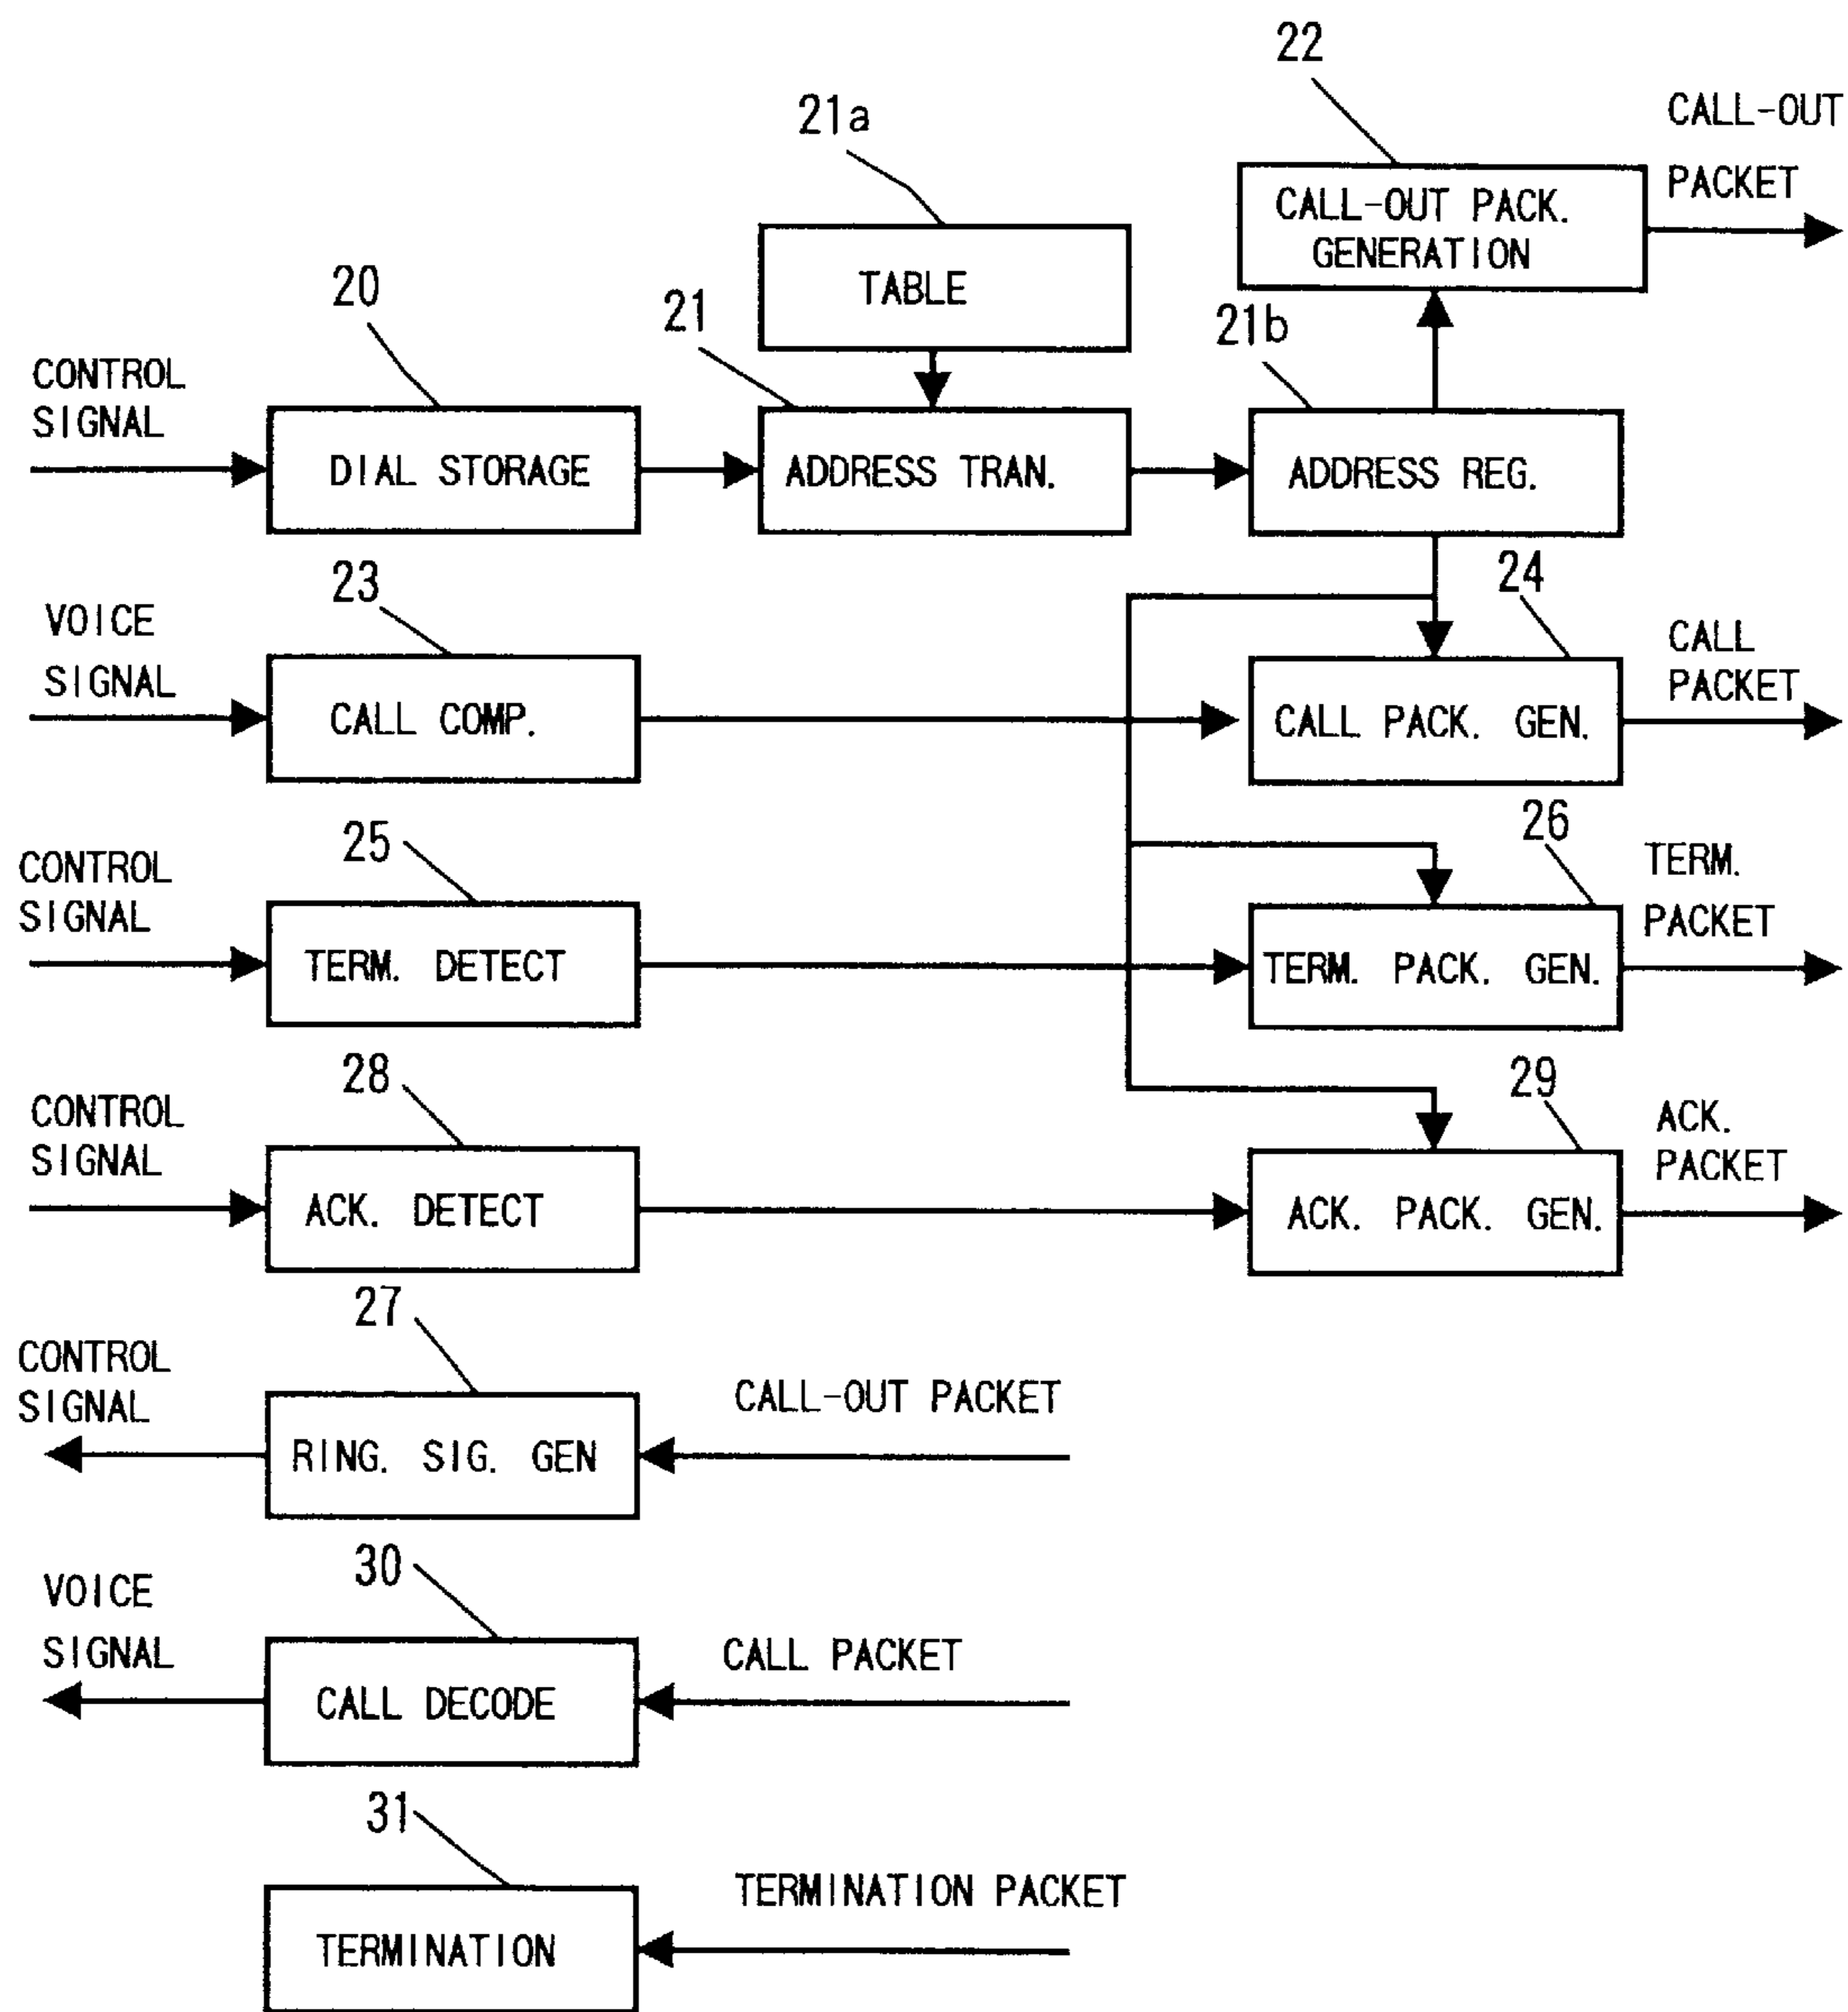 22
CALL-OUT
PACKET
21a
CALL-OUT PACK.
GENERATION
TABLE
20
21
21b
CONTROL
SIGNAL
DIAL STORAGE
ADDRESS TRAN.
ADDRESS REG.
23
24
VOICE
SIGNAL
CALL COMP.
CALL PACK. GEN.
CALL
PACKET
25
26
CONTROL
SIGNAL
TERM. DETECT
TERM. PACK. GEN.
TERM.
PACKET
28
29
CONTROL
SIGNAL
ACK. DETECT
ACK. PACK. GEN.
ACK.
PACKET
27
CONTROL
SIGNAL
RING. SIG. GEN
CALL-OUT PACKET
30
VOICE
SIGNAL
CALL DECODE
CALL PACKET
31
TERMINATION
TERMINATION PACKET